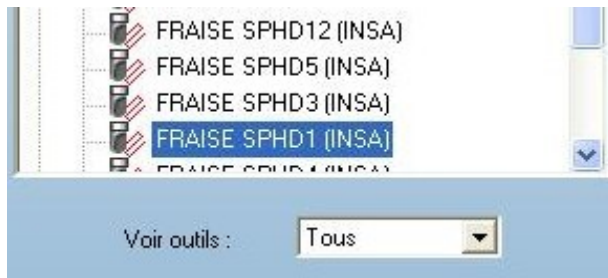 FRAISE SPHD12 (INSA)
FRAISE SPHD5 (INSA)
FRAISE SPHD3 (INSA)
FRAISE SPHD1 (INSA)
Voir outils :
Tous